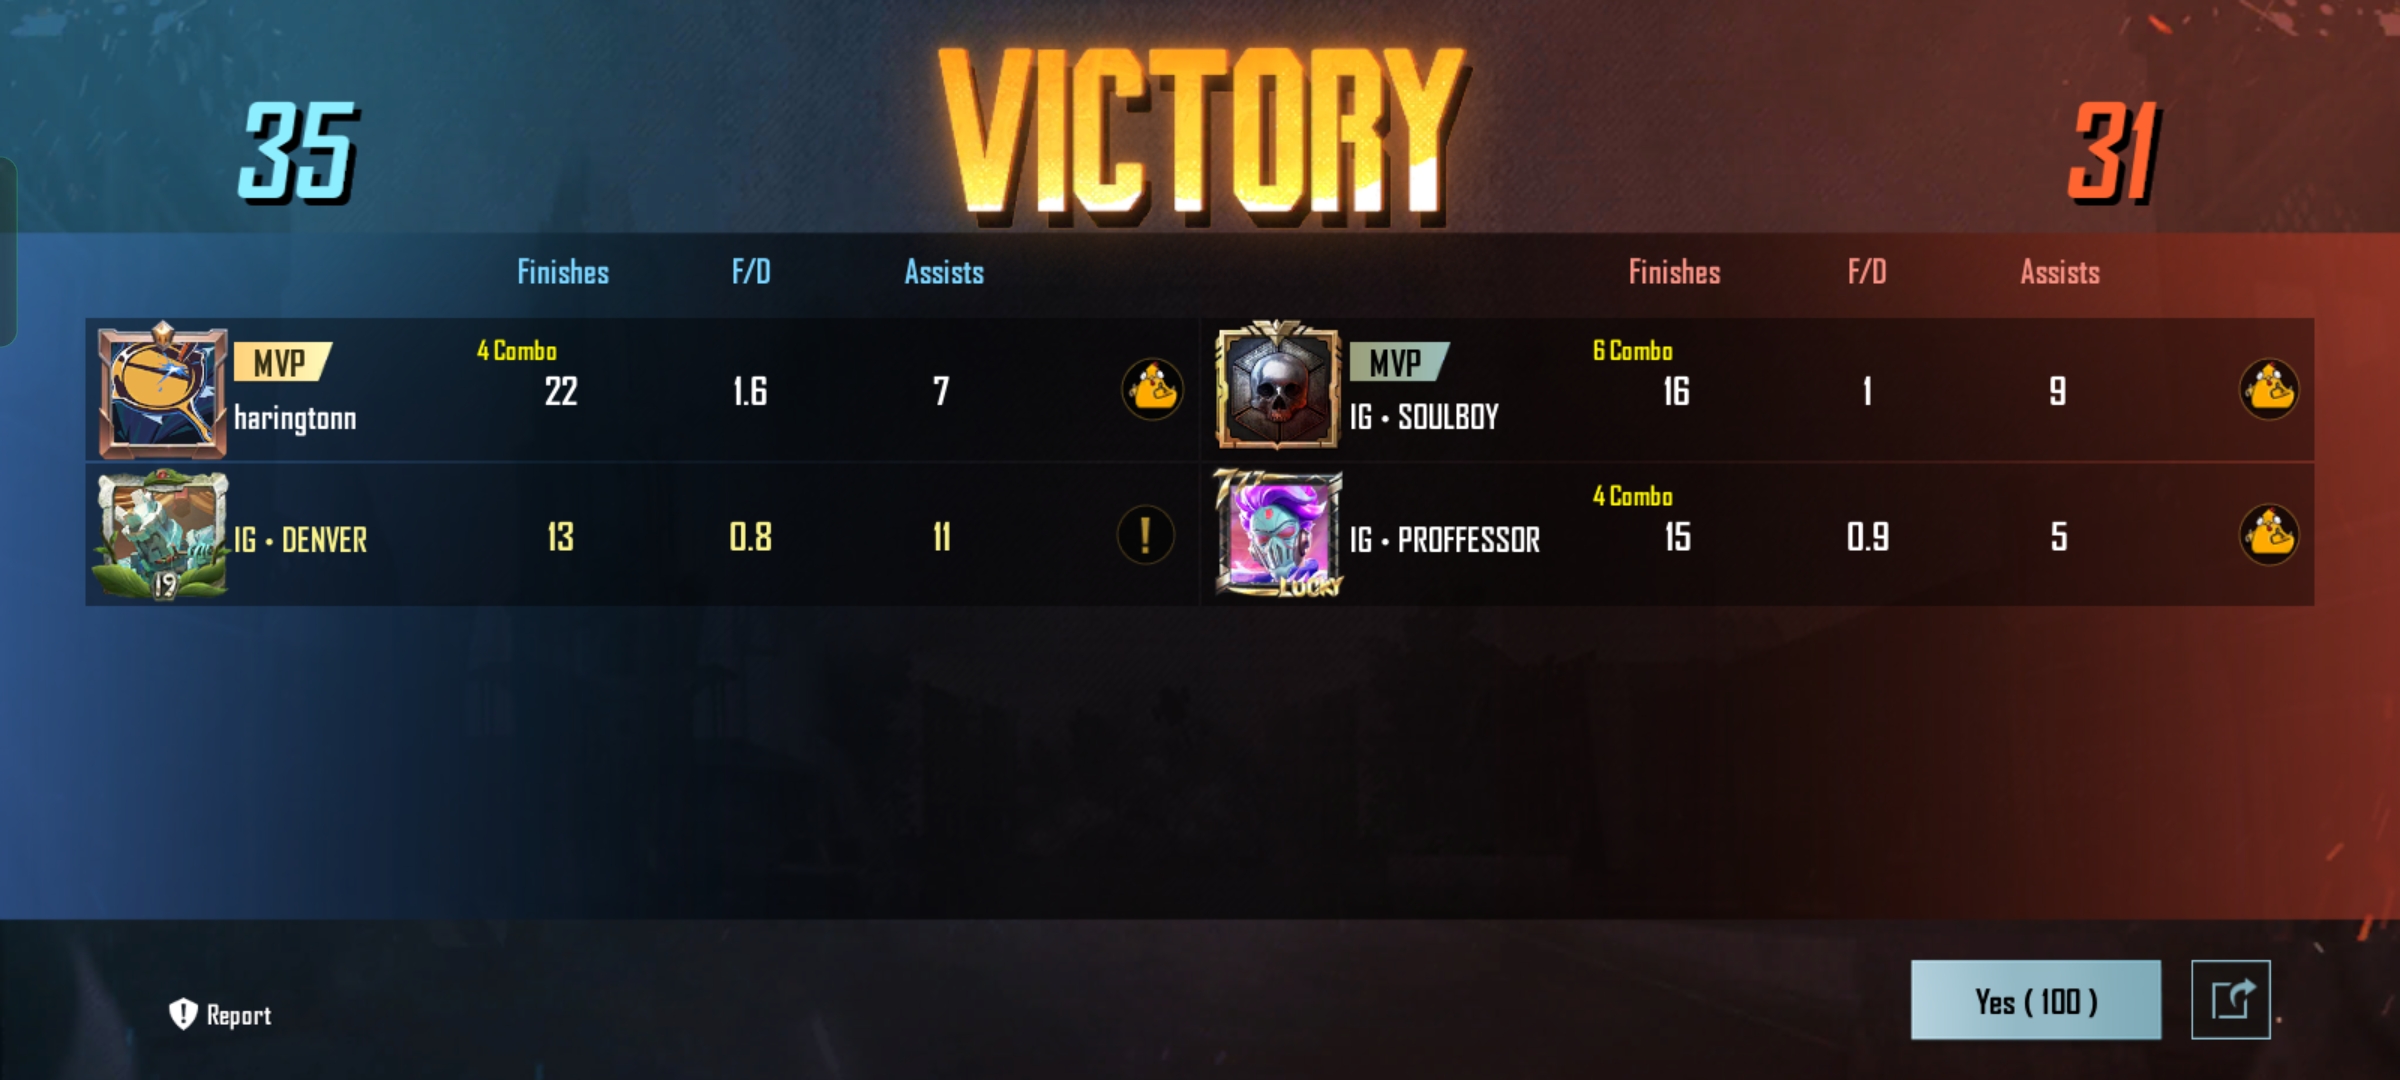 VICTORY
35
31
Finishes F/D Assists
Finishes F/D Assists
MVP
haringtonn
4 Combo
22 1.6 7
MVP
IG • SOULBOY
6 Combo
16 1 9
19
IG • DENVER 13 0.8 11 !
777
LUCKY
IG • PROFFESSOR
4 Combo
15 0.9 5
Report
Yes ( 100 )